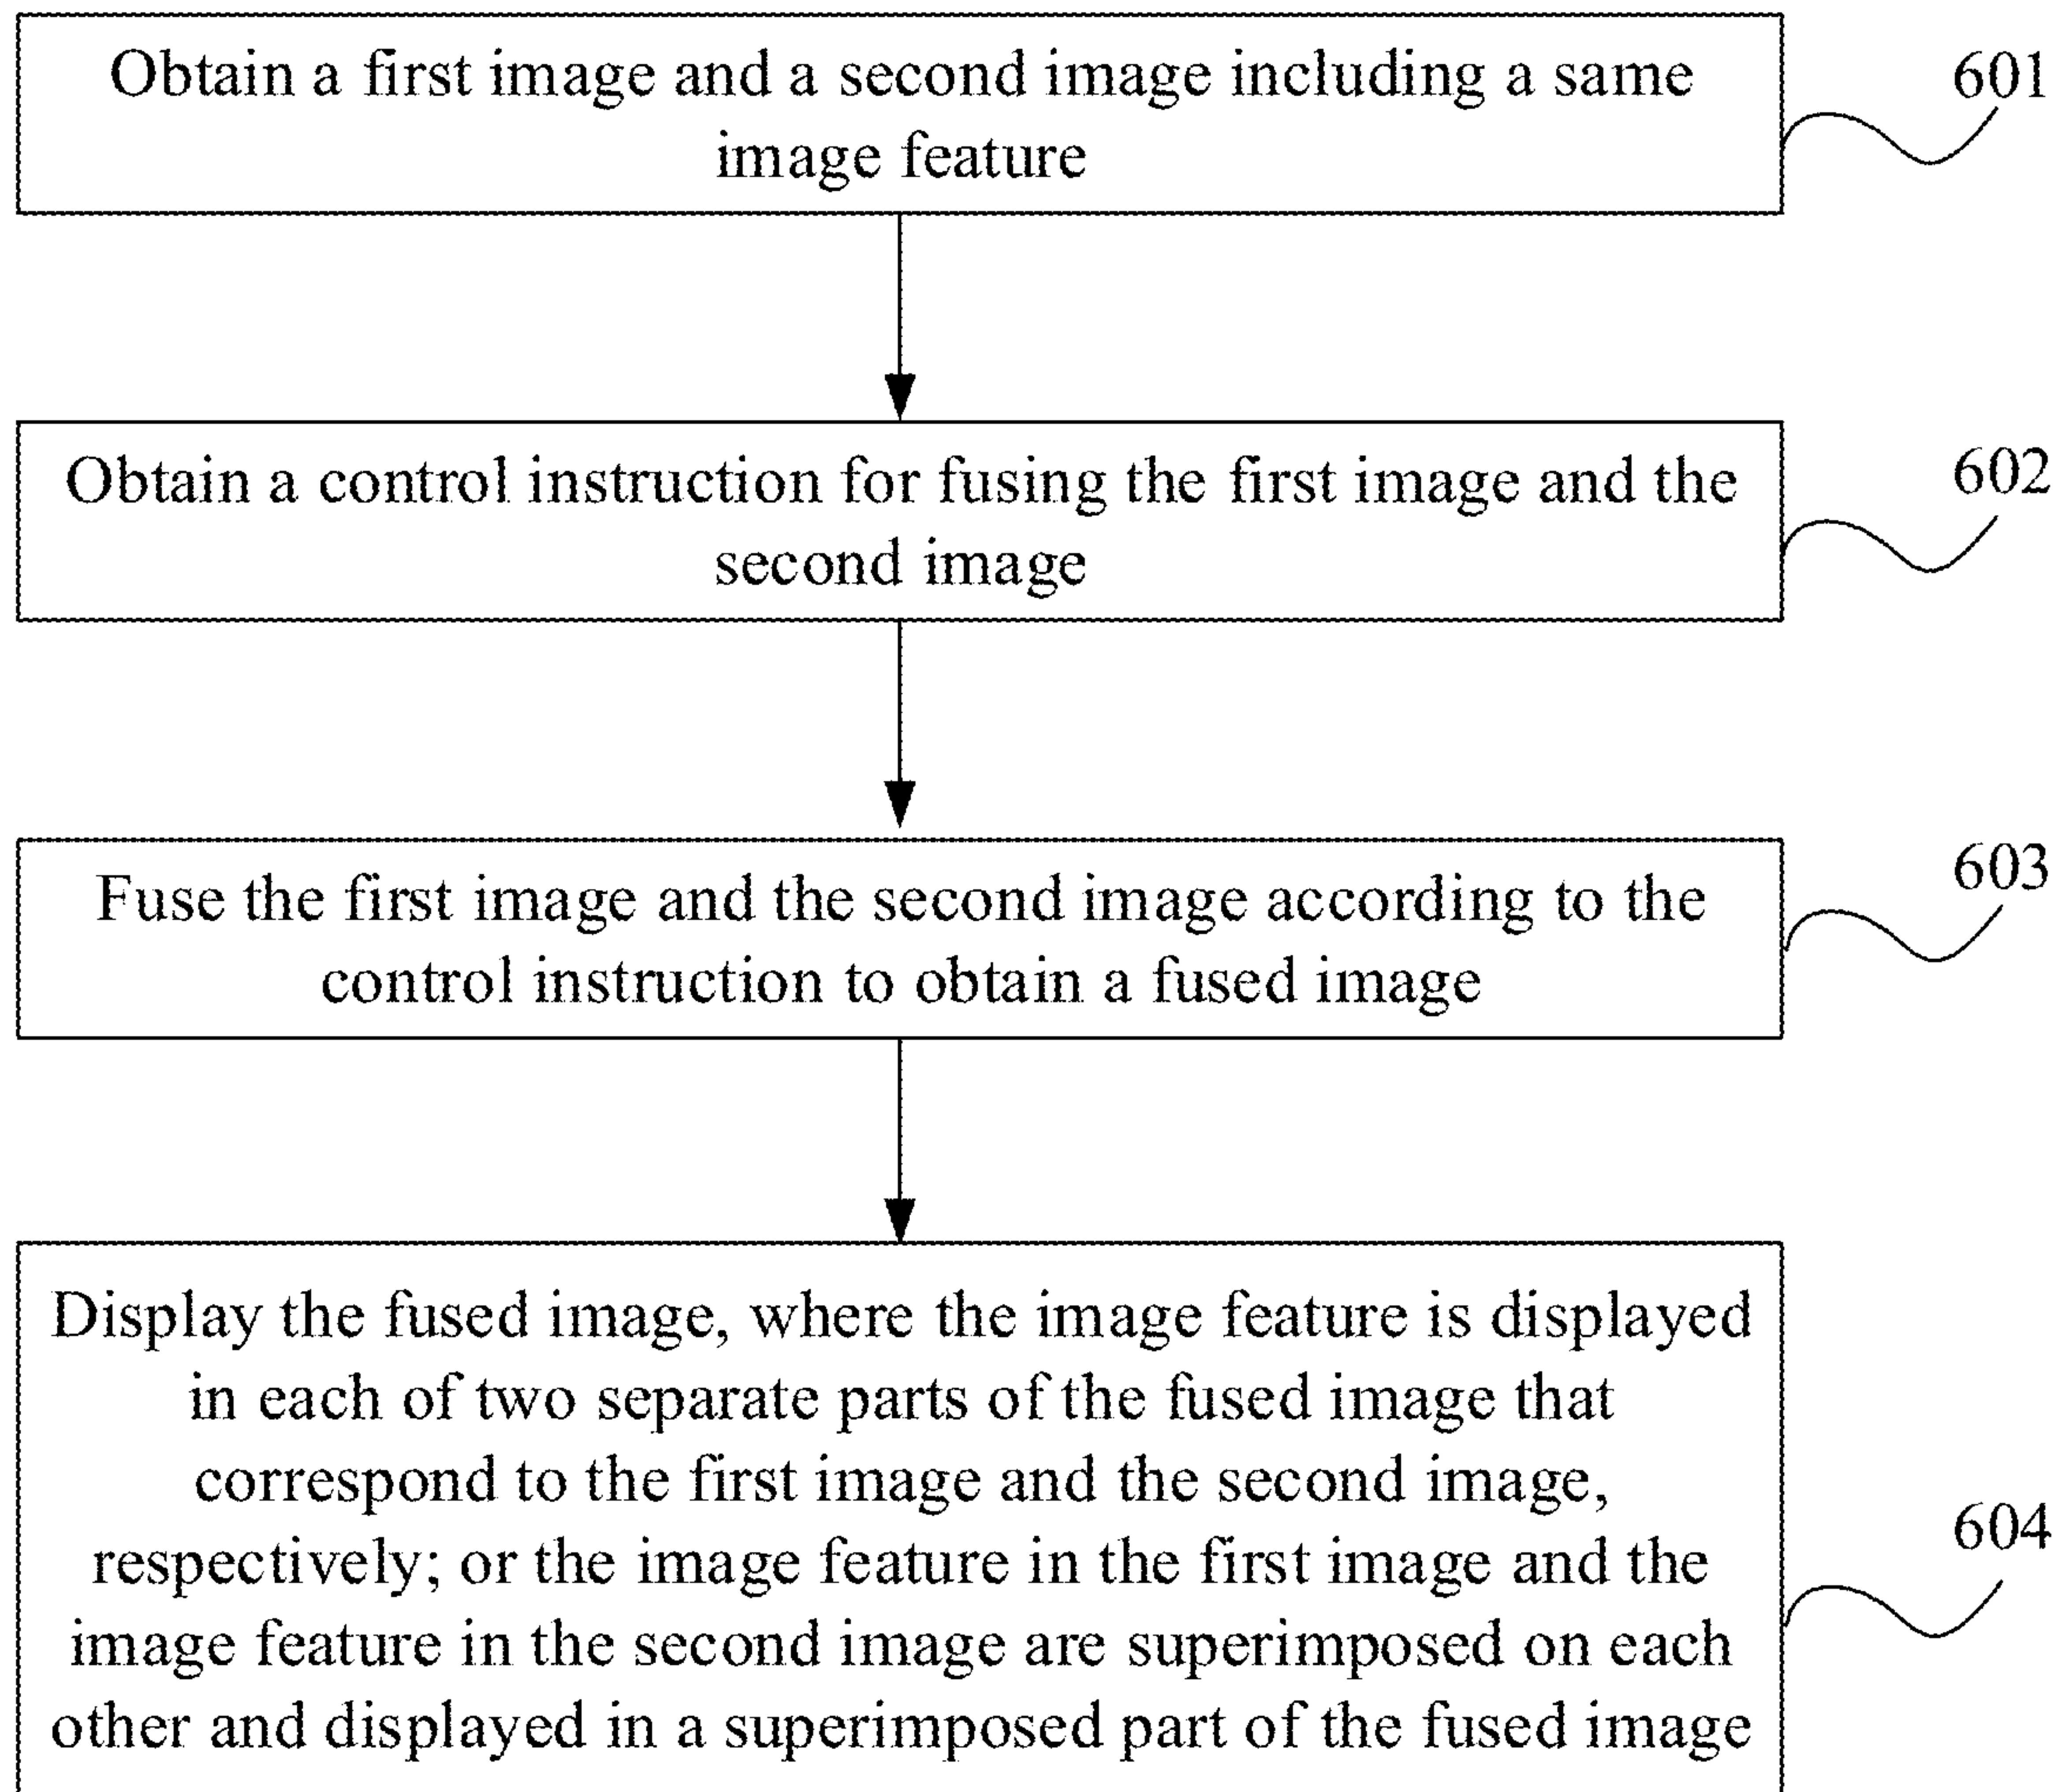 Obtain a first image and a second image including a same
image feature
601
Obtain a control instruction for fusing the first image and the
second image
602
Fuse the first image and the second image according to the
control instruction to obtain a fused image
603
Display the fused image, where the image feature is displayed
in each of two separate parts of the fused image that
correspond to the first image and the second image,
respectively; or the image feature in the first image and the
image feature in the second image are superimposed on each
other and displayed in a superimposed part of the fused image
604